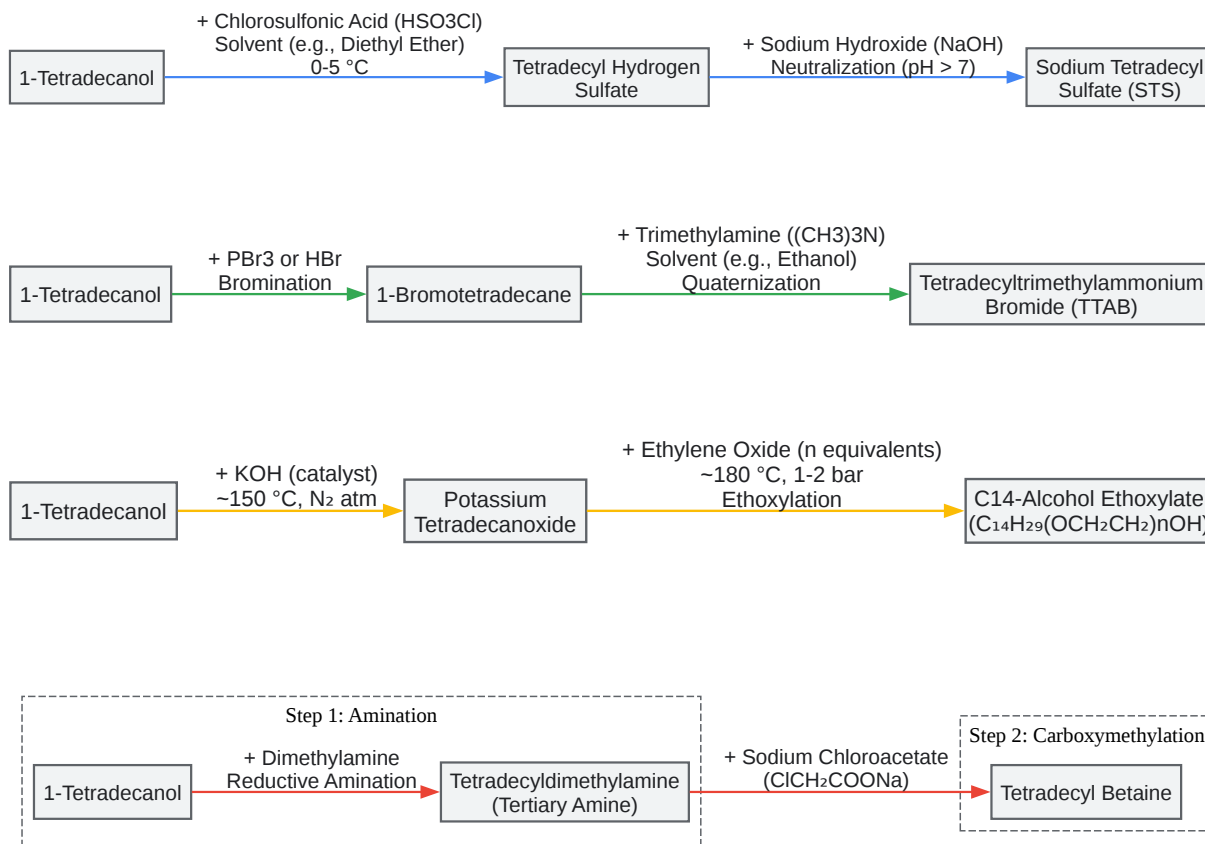 + Chlorosulfonic Acid (HSO3Cl)
Solvent (e.g., Diethyl Ether)
0-5 °C
+ Sodium Hydroxide (NaOH)
Neutralization (pH > 7)
1-Tetradecanol
Tetradecyl Hydrogen
Sulfate
Sodium Tetradecyl
Sulfate (STS)
+ PBr3 or HBr
Bromination
+ Trimethylamine ((CH3)3N)
Solvent (e.g., Ethanol)
Quaternization
1-Tetradecanol
1-Bromotetradecane
Tetradecyltrimethylammonium
Bromide (TTAB)
+ KOH (catalyst)
~150 °C, N₂ atm
+ Ethylene Oxide (n equivalents)
~180 °C, 1-2 bar
Ethoxylation
1-Tetradecanol
Potassium
Tetradecanoxide
C14-Alcohol Ethoxylate
(C₁₄H₂₉(OCH₂CH₂)nOH)
Step 1: Amination
+ Dimethylamine
Reductive Amination
1-Tetradecanol
Tetradecyldimethylamine
(Tertiary Amine)
+ Sodium Chloroacetate
(ClCH₂COONa)
Step 2: Carboxymethylation
Tetradecyl Betaine